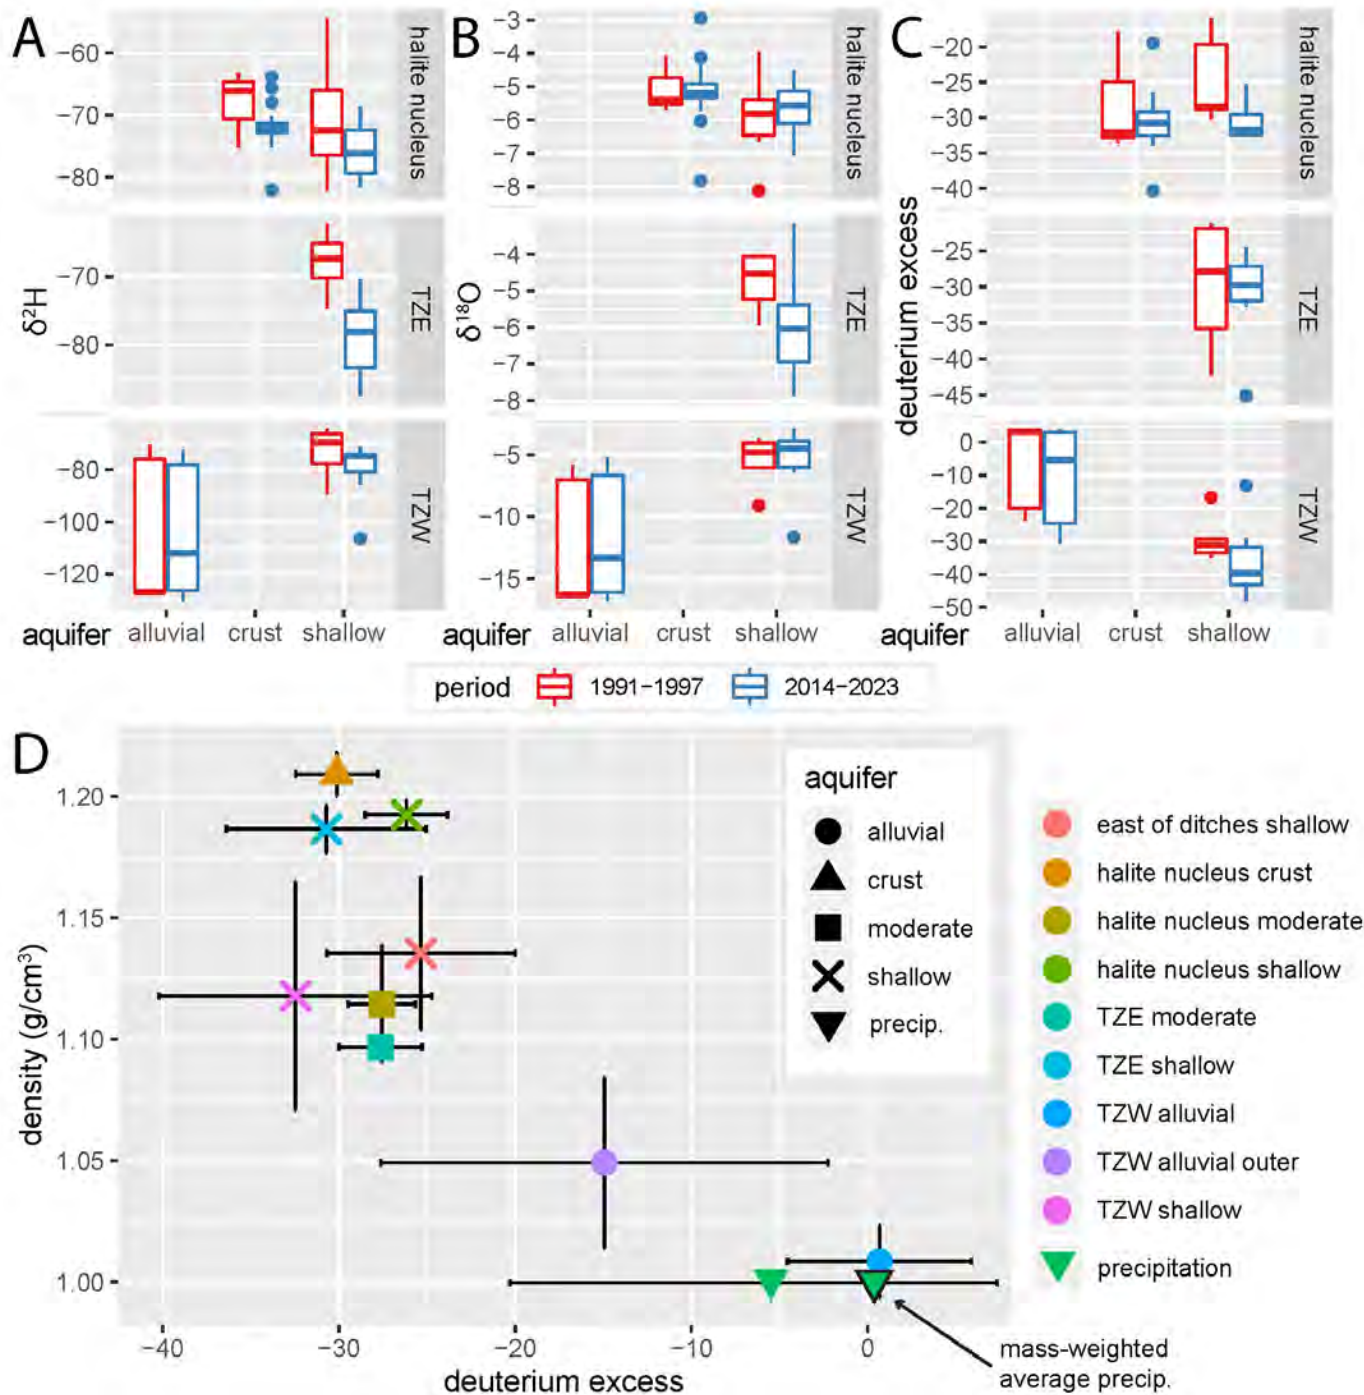 A
B
C
−60
−70
−80
δ²H
−70
−80
−80
−100
−120
halite nucleus
TZE
TZW
aquifer
alluvial
crust
shallow
−3
−4
−5
−6
−7
−8
δ¹⁸O
−4
−5
−6
−7
−8
−5
−10
−15
halite nucleus
TZE
TZW
aquifer
alluvial
crust
shallow
−20
−25
−30
−35
−40
deuterium excess
−25
−30
−35
−40
−45
0
−10
−20
−30
−40
−50
halite nucleus
TZE
TZW
aquifer
alluvial
crust
shallow
period
1991−1997
2014−2023
D
1.20
1.15
1.10
1.05
1.00
density (g/cm³)
−40
−30
−20
−10
0
deuterium excess
aquifer
alluvial
crust
moderate
shallow
precip.
east of ditches shallow
halite nucleus crust
halite nucleus moderate
halite nucleus shallow
TZE moderate
TZE shallow
TZW alluvial
TZW alluvial outer
TZW shallow
precipitation
mass-weighted
average precip.